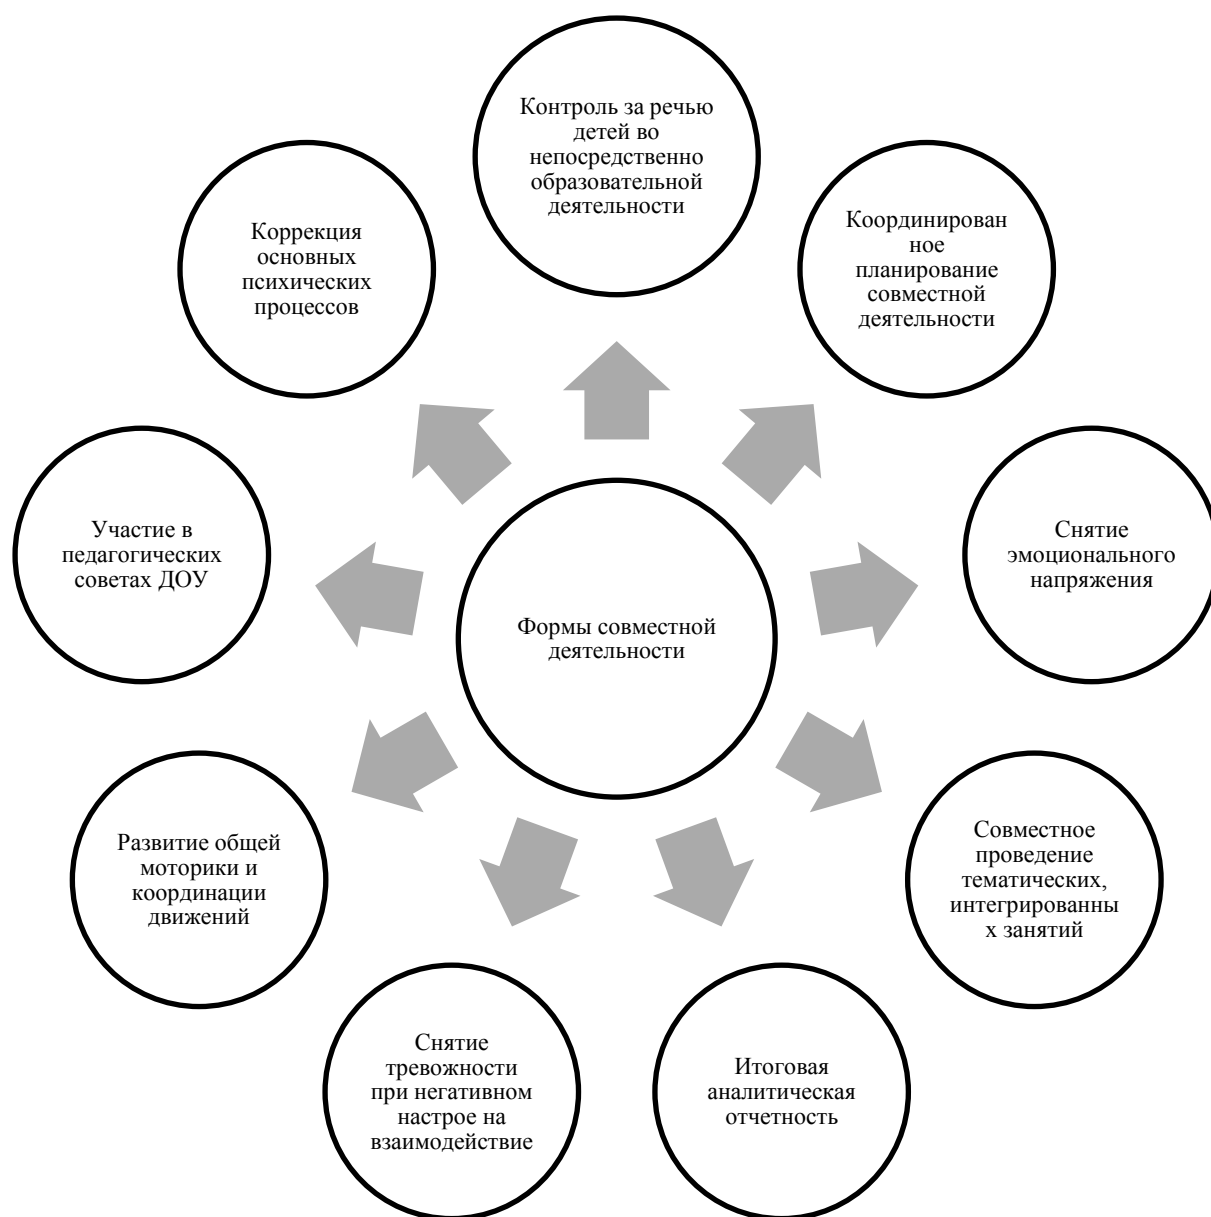 Контроль за речью
детей во
непосредственно
образовательной
деятельности
Координирован
ное
планирование
совместной
деятельности
Снятие
эмоционального
напряжения
Совместное
проведение
тематических,
интегрированны
х занятий
Итоговая
аналитическая
отчетность
Снятие
тревожности
при негативном
настрое на
взаимодействие
Развитие общей
моторики и
координации
движений
Участие в
педагогических
советах ДОУ
Коррекция
основных
психических
процессов
Формы совместной
деятельности